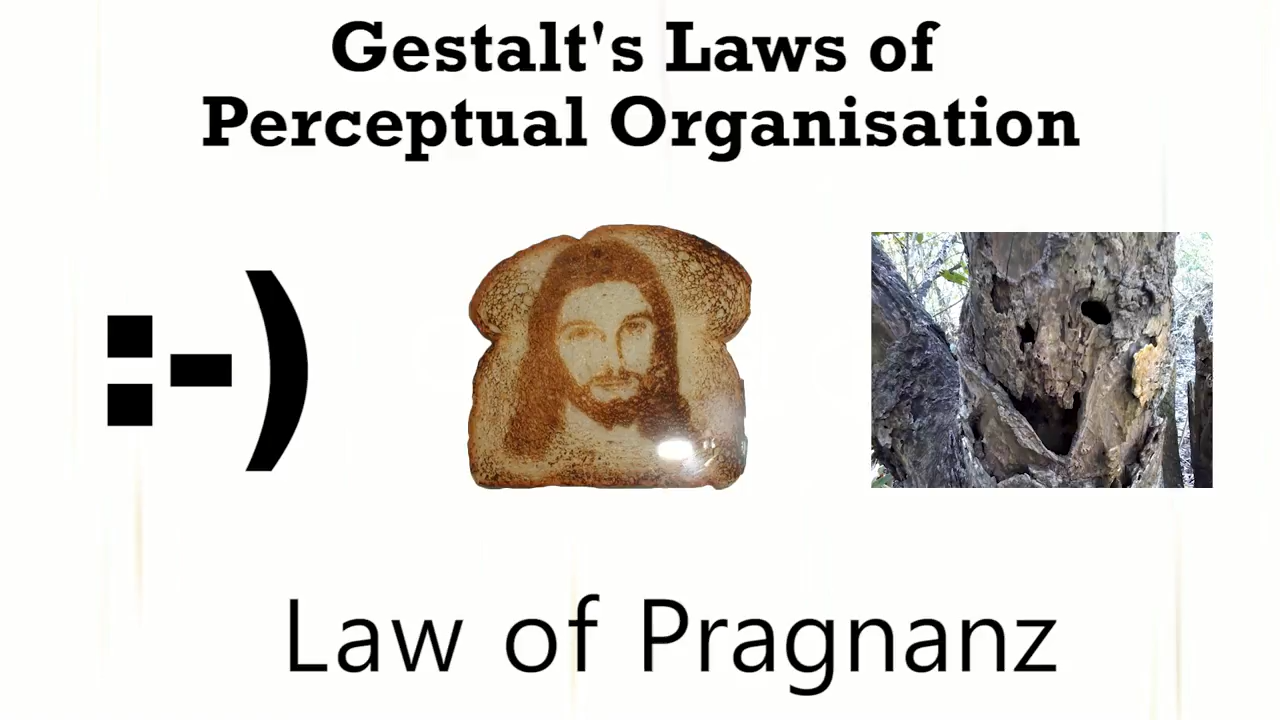 Gestalt's Laws of
Perceptual Organisation
:-)
Law of Pragnanz